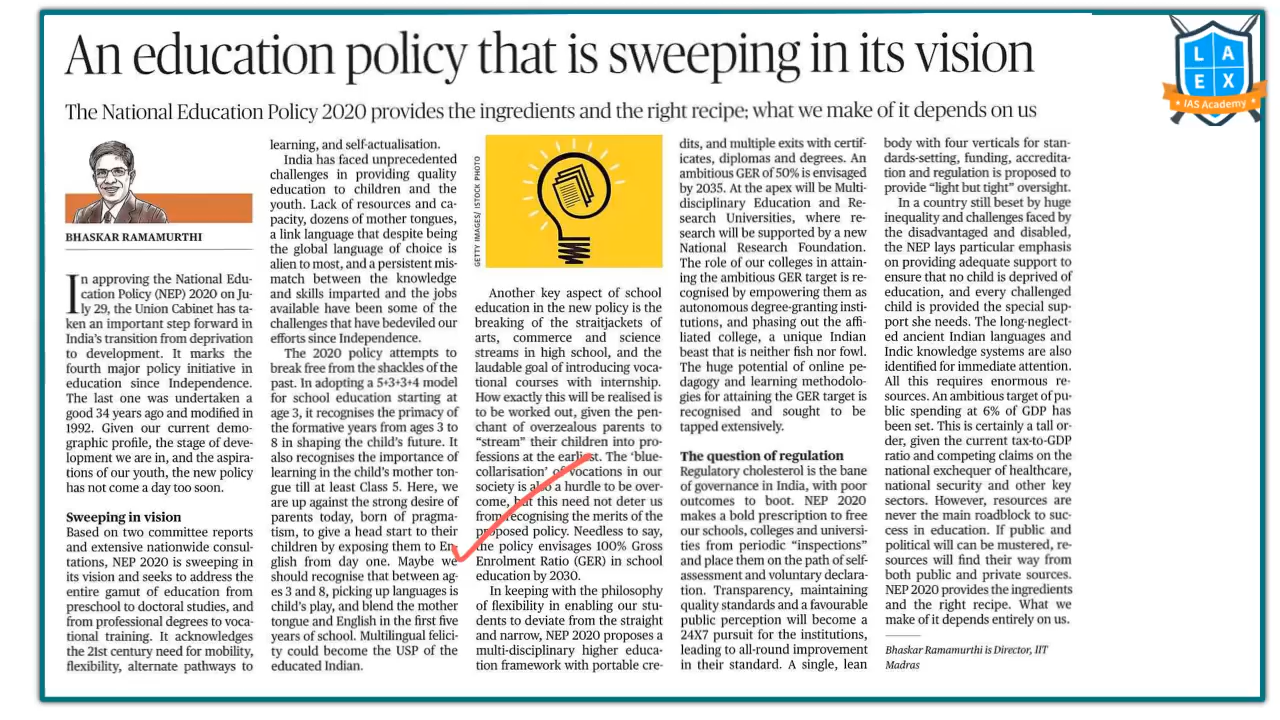 An education policy that is sweeping in its vision
The National Education Policy 2020 provides the ingredients and the right recipe; what we make of it depends on us
L A
E X
IAS Academy
BHASKAR RAMAMURTHI
In approving the National Edu-
cation Policy (NEP) 2020 on Ju-
ly 29, the Union Cabinet has ta-
ken an important step forward in
India's transition from deprivation
to development. It marks the
fourth major policy initiative in
education since Independence.
The last one was undertaken a
good 34 years ago and modified in
1992. Given our current demo-
graphic profile, the stage of deve-
lopment we are in, and the aspira-
tions of our youth, the new policy
has not come a day too soon.
Sweeping in vision
Based on two committee reports
and extensive nationwide consul-
tations, NEP 2020 is sweeping in
its vision and seeks to address the
entire gamut of education from
preschool to doctoral studies, and
from professional degrees to voca-
tional training. It acknowledges
the 21st century need for mobility,
flexibility, alternate pathways to
learning, and self-actualisation.
India has faced unprecedented
challenges in providing quality
education to children and the
youth. Lack of resources and ca-
pacity, dozens of mother tongues,
a link language that despite being
the global language of choice is
alien to most, and a persistent mis-
match between the knowledge
and skills imparted and the jobs
available have been some of the
challenges that have bedeviled our
efforts since Independence.
The 2020 policy attempts to
break free from the shackles of the
past. In adopting a 5+3+3+4 model
for school education starting at
age 3, it recognises the primacy of
the formative years from ages 3 to
8 in shaping the child's future. It
also recognises the importance of
learning in the child's mother ton-
gue till at least Class 5. Here, we
are up against the strong desire of
parents today, born of pragma-
tism, to give a head start to their
children by exposing them to En-
glish from day one. Maybe we
should recognise that between ag-
es 3 and 8, picking up languages is
child's play, and blend the mother
tongue and English in the first five
years of school. Multilingual felici-
ty could become the USP of the
educated Indian.
GETTY IMAGES/ ISTOCK PHOTO
Another key aspect of school
education in the new policy is the
breaking of the straitjackets of
arts, commerce and science
streams in high school, and the
laudable goal of introducing voca-
tional courses with internship.
How exactly this will be realised is
to be worked out, given the pen-
chant of overzealous parents to
"stream" their children into pro-
fessions at the earliest. The 'blue-
collarisation' of vocations in our
society is also a hurdle to be over-
come, but this need not deter us
from recognising the merits of the
proposed policy. Needless to say,
the policy envisages 100% Gross
Enrolment Ratio (GER) in school
education by 2030.
In keeping with the philosophy
of flexibility in enabling our stu-
dents to deviate from the straight
and narrow, NEP 2020 proposes a
multi-disciplinary higher educa-
tion framework with portable cre-
dits, and multiple exits with certif-
icates, diplomas and degrees. An
ambitious GER of 50% is envisaged
by 2035. At the apex will be Multi-
disciplinary Education and Re-
search Universities, where re-
search will be supported by a new
National Research Foundation.
The role of our colleges in attain-
ing the ambitious GER target is re-
cognised by empowering them as
autonomous degree-granting insti-
tutions, and phasing out the affi-
liated college, a unique Indian
beast that is neither fish nor fowl.
The huge potential of online pe-
dagogy and learning methodolo-
gies for attaining the GER target is
recognised and sought to be
tapped extensively.
The question of regulation
Regulatory cholesterol is the bane
of governance in India, with poor
outcomes to boot. NEP 2020
makes a bold prescription to free
our schools, colleges and universi-
ties from periodic "inspections"
and place them on the path of self-
assessment and voluntary declara-
tion. Transparency, maintaining
quality standards and a favourable
public perception will become a
24X7 pursuit for the institutions,
leading to all-round improvement
in their standard. A single, lean
body with four verticals for stan-
dards-setting, funding, accredita-
tion and regulation is proposed to
provide "light but tight" oversight.
In a country still beset by huge
inequality and challenges faced by
the disadvantaged and disabled,
the NEP lays particular emphasis
on providing adequate support to
ensure that no child is deprived of
education, and every challenged
child is provided the special sup-
port she needs. The long-neglect-
ed ancient Indian languages and
Indic knowledge systems are also
identified for immediate attention.
All this requires enormous re-
sources. An ambitious target of pu-
blic spending at 6% of GDP has
been set. This is certainly a tall or-
der, given the current tax-to-GDP
ratio and competing claims on the
national exchequer of healthcare,
national security and other key
sectors. However, resources are
never the main roadblock to suc-
cess in education. If public and
political will can be mustered, re-
sources will find their way from
both public and private sources.
NEP 2020 provides the ingredients
and the right recipe. What we
make of it depends entirely on us.
Bhaskar Ramamurthi is Director, IIT
Madras